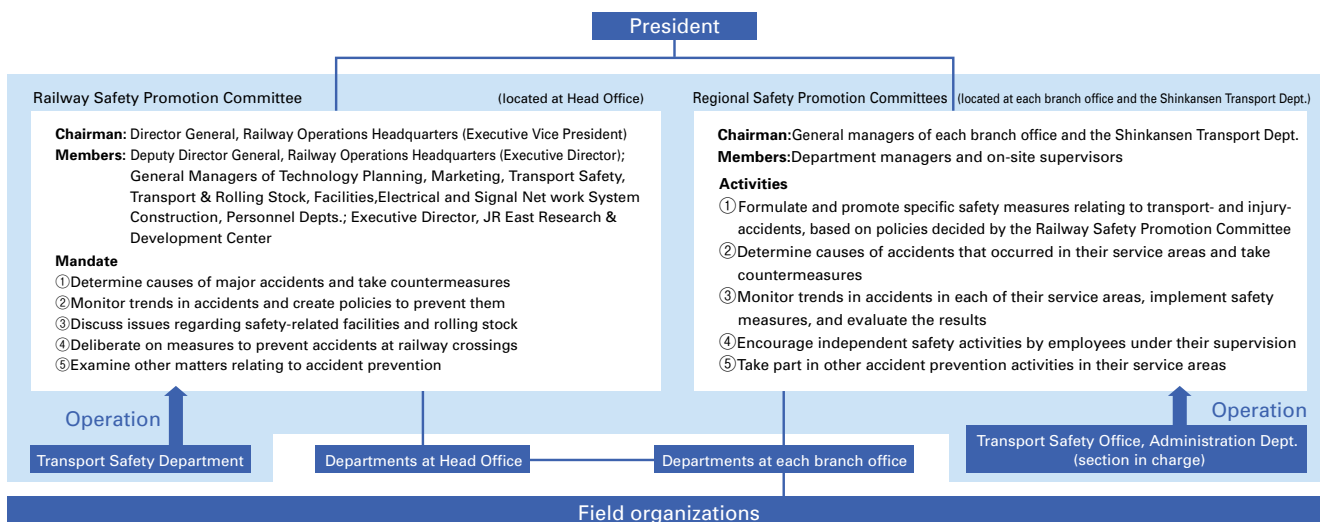 President
Railway Safety Promotion Committee (located at Head Office)
Chairman: Director General, Railway Operations Headquarters (Executive Vice President)
Members: Deputy Director General, Railway Operations Headquarters (Executive Director);
General Managers of Technology Planning, Marketing, Transport Safety,
Transport & Rolling Stock, Facilities,Electrical and Signal Net work System
Construction, Personnel Depts.; Executive Director, JR East Research &
Development Center
Mandate
①Determine causes of major accidents and take countermeasures
②Monitor trends in accidents and create policies to prevent them
③Discuss issues regarding safety-related facilities and rolling stock
④Deliberate on measures to prevent accidents at railway crossings
⑤Examine other matters relating to accident prevention
Operation
Transport Safety Department
Regional Safety Promotion Committees (located at each branch office and the Shinkansen Transport Dept.)
Chairman:General managers of each branch office and the Shinkansen Transport Dept.
Members:Department managers and on-site supervisors
Activities
①Formulate and promote specific safety measures relating to transport- and injury-
accidents, based on policies decided by the Railway Safety Promotion Committee
②Determine causes of accidents that occurred in their service areas and take
countermeasures
③Monitor trends in accidents in each of their service areas, implement safety
measures, and evaluate the results
④Encourage independent safety activities by employees under their supervision
⑤Take part in other accident prevention activities in their service areas
Operation
Transport Safety Office, Administration Dept.
(section in charge)
Departments at Head Office
Departments at each branch office
Field organizations